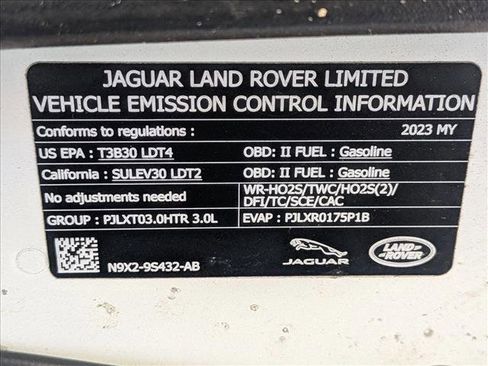 JAGUAR LAND ROVER LIMITED
VEHICLE EMISSION CONTROL INFORMATION
Conforms to regulations: 2023 MY
US EPA : T3B30 LDT4 OBD: II FUEL : Gasoline
California : SULEV30 LDT2 OBD: II FUEL : Gasoline
No adjustments needed WR-HO2S/TWC/HO2S(2)/
DFI/TC/SCE/CAC
GROUP : PJLXT03.0HTR 3.0L EVAP : PJLXR0175P1B
N9X2-9S432-AB
JAGUAR
LAND-
ROVER